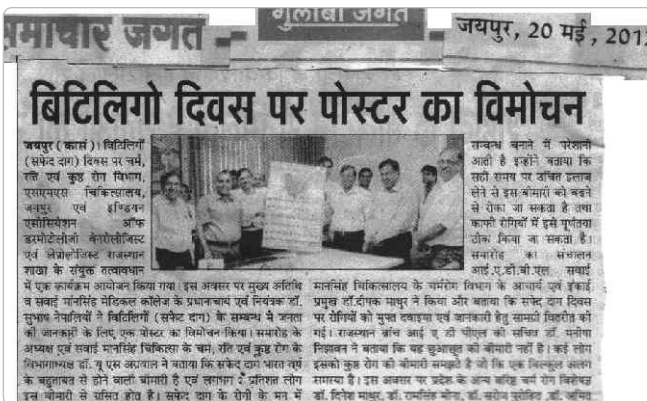 समाचार जगत
गुलाबी जगत
जयपुर, 20 मई, 2012
बिटिलिगो दिवस पर पोस्टर का विमोचन
जयपुर (कासं)। विटिलिगों
(सफेद दाग) दिवस पर चर्म,
रति एवं कुष्ठ रोग विभाग,
एसएमएस चिकित्सालय,
जयपुर एवं इण्डियन
एसोसियेशन ऑफ
डरमोटोलोजी वेनरोलोजिस्ट
एवं लेप्रोलोजिस्ट राजस्थान
शाखा के संयुक्त तत्वावधान
में एक कार्यक्रम आयोजन किया गया। इस अवसर पर मुख्य अतिथि
व सवाई मानसिंह मेडिकल कॉलेज के प्रधानाचार्य एवं नियंत्रक डॉ.
सुभाष नेपालिया ने बिटिलिगों (सफेट दाग) के सम्बन्ध में जनता
की जानकारी के लिए एक पोस्टर का विमोचन किया। समारोह के
अध्यक्ष एवं सवाई मानसिंह चिकित्सा के चर्म, रति एवं कुष्ठ रोग के
विभागाध्यक्ष डॉ. यू एस अग्रवाल ने बताया कि सफेद दाग भारत वर्ष
के बहुतायत से होने वाली बीमारी है एवं लगभग प्रतिशत लोग
इस बीमारी से ग्रसित होत है। सफेद दाग के रोगी के मन में
सम्बन्ध बनाने में परेशानी
आती है इन्होंने बताया कि
सही समय पर उचित इलाज
लेने से इस बीमारी को बढने
से रोका जा सकता है तथा
काफी रोगियों में इसे पूर्णतया
ठीक किया जा सकता है।
समारोह का संचालन
आई.ए.डी.वी.एल. सवाई
मानसिंह चिकित्सालय के चर्मरोग विभाग के आचार्य एवं इकाई
प्रमुख डॉ.दीपक माथुर ने किया और बताया कि सफेद दाग दिवस
पर रोगियों को मुफ्त दवाइया एवं जानकारी हेतु सामग्री वितरीत की
गई। राजस्थान ब्रांच आई ए डी वीएल की सचिव डॉ. मनीषा
निझावन ने बताया कि यह छुआछूत की बीमारी नहीं है। कई लोग
इसको कुष्ठ रोग की बीमारी समझते है जो कि एक बिल्कुल अलग
समस्या है। इस अवसर पर प्रदेश के अन्य वरिष्ठ चर्म रोग विशेषज्ञ
डॉ. दिनेश माथुर, डॉ. रामसिंह मीना, डॉ. सरोज पुरोहित, डॉ. अमित